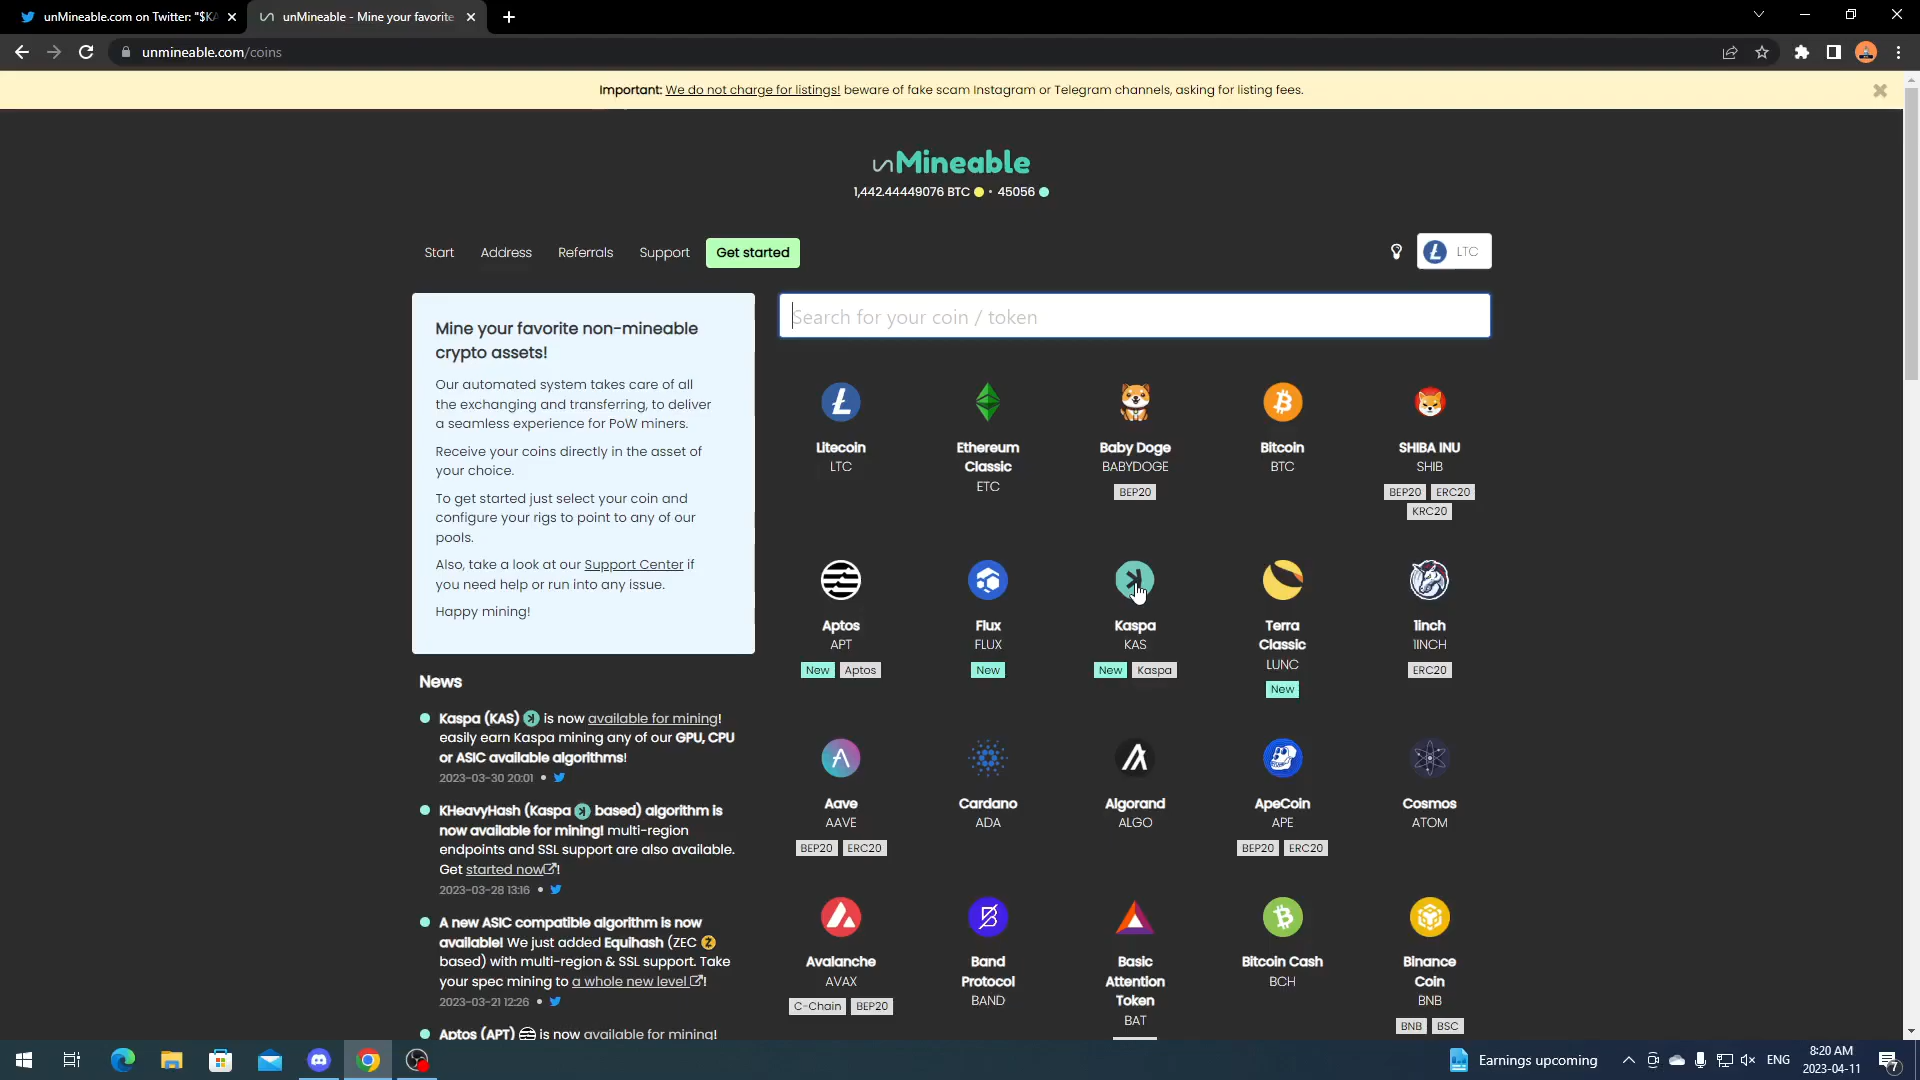 unMineable.com on Twitter: "$KA
unMineable - Mine your favorite
unmineable.com/coins
Important: We do not charge for listings! beware of fake scam Instagram or Telegram channels, asking for listing fees.
unMineable
1,442.44449076 BTC • 45056
Start Address Referrals Support Get started
LTC
Search for your coin / token
Mine your favorite non-mineable
crypto assets!
Our automated system takes care of all
the exchanging and transferring, to deliver
a seamless experience for PoW miners.
Receive your coins directly in the asset of
your choice.
To get started just select your coin and
configure your rigs to point to any of our
pools.
Also, take a look at our Support Center if
you need help or run into any issue.
Happy mining!
News
Kaspa (KAS) is now available for mining!
easily earn Kaspa mining any of our GPU, CPU
or ASIC available algorithms!
2023-03-30 20:01 •
KHeavyHash (Kaspa based) algorithm is
now available for mining! multi-region
endpoints and SSL support are also available.
Get started now!
2023-03-28 13:16 •
A new ASIC compatible algorithm is now
available! We just added Equihash (ZEC
based) with multi-region & SSL support. Take
your spec mining to a whole new level!
2023-03-21 12:26 •
Aptos (APT) is now available for mining!
Litecoin
LTC
Ethereum
Classic
ETC
Baby Doge
BABYDOGE
BEP20
Bitcoin
BTC
SHIBA INU
SHIB
BEP20 ERC20
KRC20
Aptos
APT
New Aptos
Flux
FLUX
New
Kaspa
KAS
New Kaspa
Terra
Classic
LUNC
New
1inch
1INCH
ERC20
Aave
AAVE
BEP20 ERC20
Cardano
ADA
Algorand
ALGO
ApeCoin
APE
BEP20 ERC20
Cosmos
ATOM
Avalanche
AVAX
C-Chain BEP20
Band
Protocol
BAND
Basic
Attention
Token
BAT
Bitcoin Cash
BCH
Binance
Coin
BNB
BNB BSC
Earnings upcoming
ENG
8:20 AM
2023-04-11
7